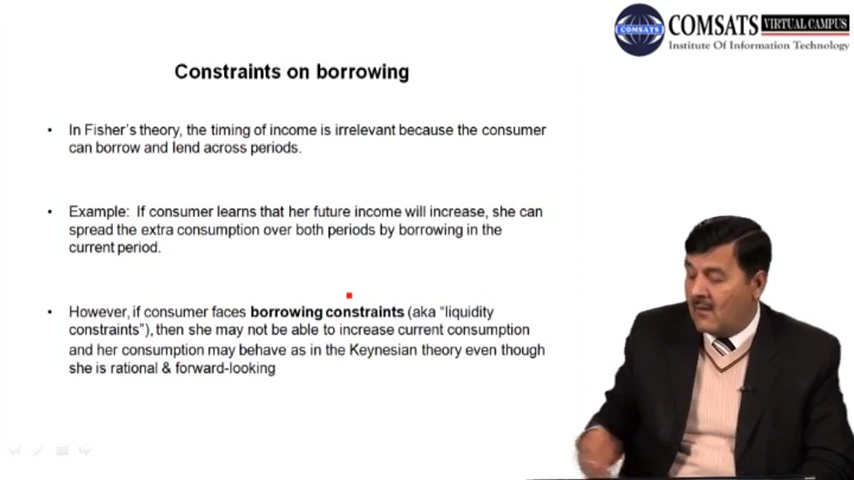 COMSATS VIRTUAL CAMPUS
Institute Of Information Technology
COMSATS
Constraints on borrowing
• In Fisher's theory, the timing of income is irrelevant because the consumer
can borrow and lend across periods.
• Example: If consumer learns that her future income will increase, she can
spread the extra consumption over both periods by borrowing in the
current period.
• However, if consumer faces borrowing constraints (aka “liquidity
constraints”), then she may not be able to increase current consumption
and her consumption may behave as in the Keynesian theory even though
she is rational & forward-looking